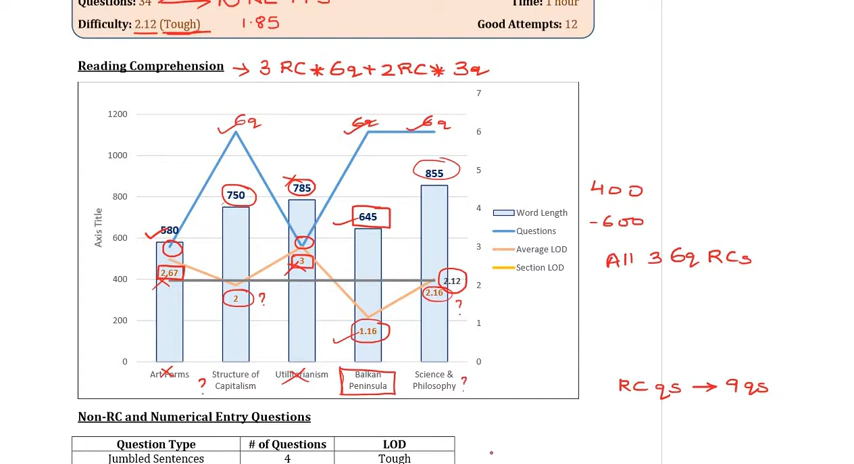 Questions: 34
Time: 1 hour
Difficulty: 2.12 (Tough)
1.85
Good Attempts: 12
Reading Comprehension
→ 3 RC * 6q + 2RC * 3q
7
1200
6q
6q
6q
6
1000
855
5
785
750
800
645
400
Word Length
580
4
-600
Questions
600
Average LOD
3
All 3 6q RCs
Section LOD
Axis Title
400
2.67
3
2.12
2
2.16
2
?
?
200
1.16
1
0
0
Art Forms
Structure of Capitalism
Utilitarianism
Balkan Peninsula
Science & Philosophy
?
?
RC qs → 9 qs
Non-RC and Numerical Entry Questions
Question Type # of Questions LOD
Jumbled Sentences 4 Tough